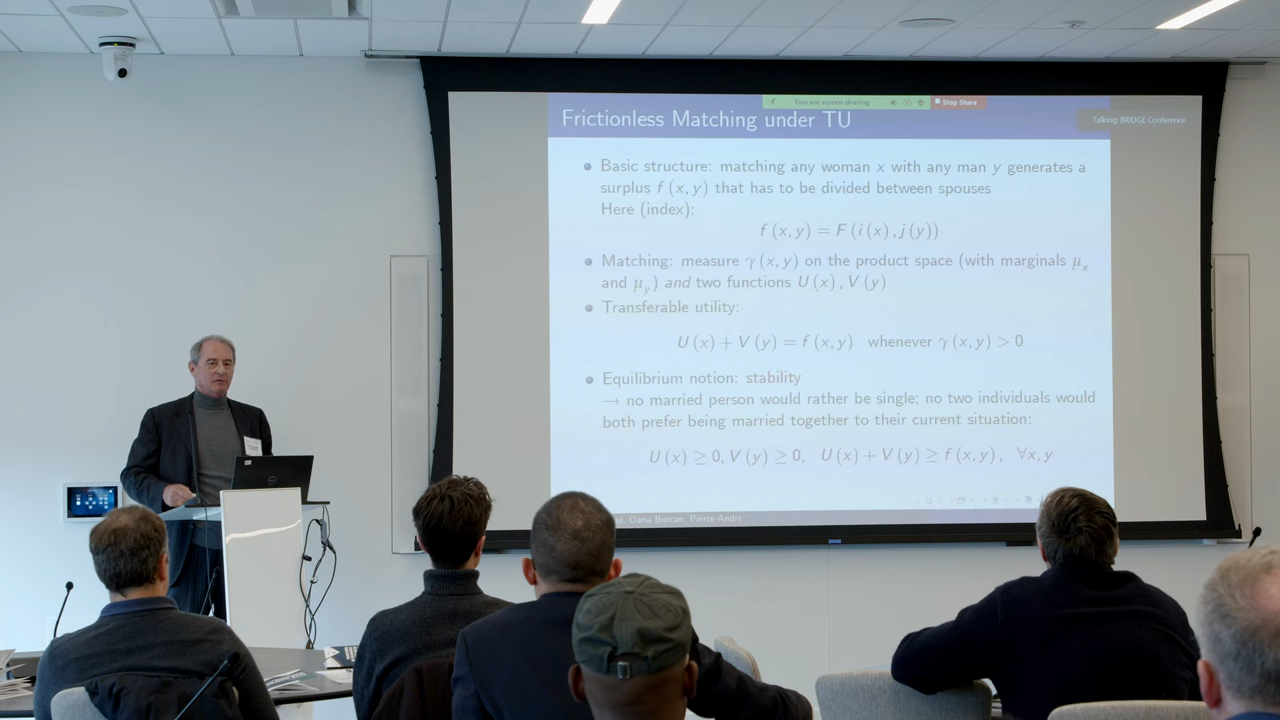 You are screen sharing
Stop Share
Frictionless Matching under TU
Talking: BRIDGE Conference
Basic structure: matching any woman x with any man y generates a
surplus f (x, y) that has to be divided between spouses
Here (index):
f (x, y) = F (i (x) , j (y))
Matching: measure γ (x, y) on the product space (with marginals μx
and μy) and two functions U (x) , V (y)
Transferable utility:
U (x) + V (y) = f (x, y) whenever γ (x, y) > 0
Equilibrium notion: stability
→ no married person would rather be single; no two individuals would
both prefer being married together to their current situation:
U (x) ≥ 0, V (y) ≥ 0, U (x) + V (y) ≥ f (x, y) , ∀x, y
Oana Borcan, Pierre-André
DELL